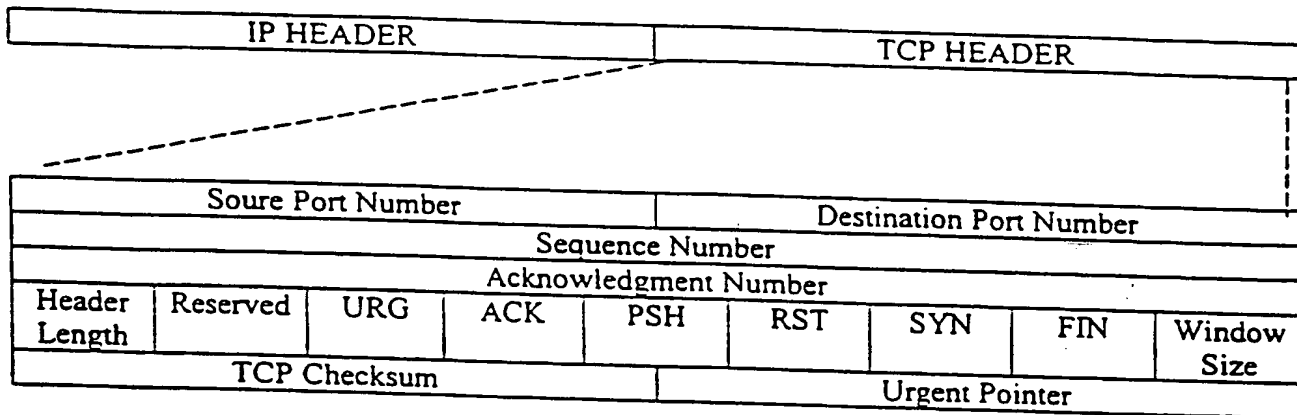 IP HEADER TCP HEADER
Soure Port Number Destination Port Number
Sequence Number
Acknowledgment Number
Header Length Reserved URG ACK PSH RST SYN FIN Window Size
TCP Checksum Urgent Pointer